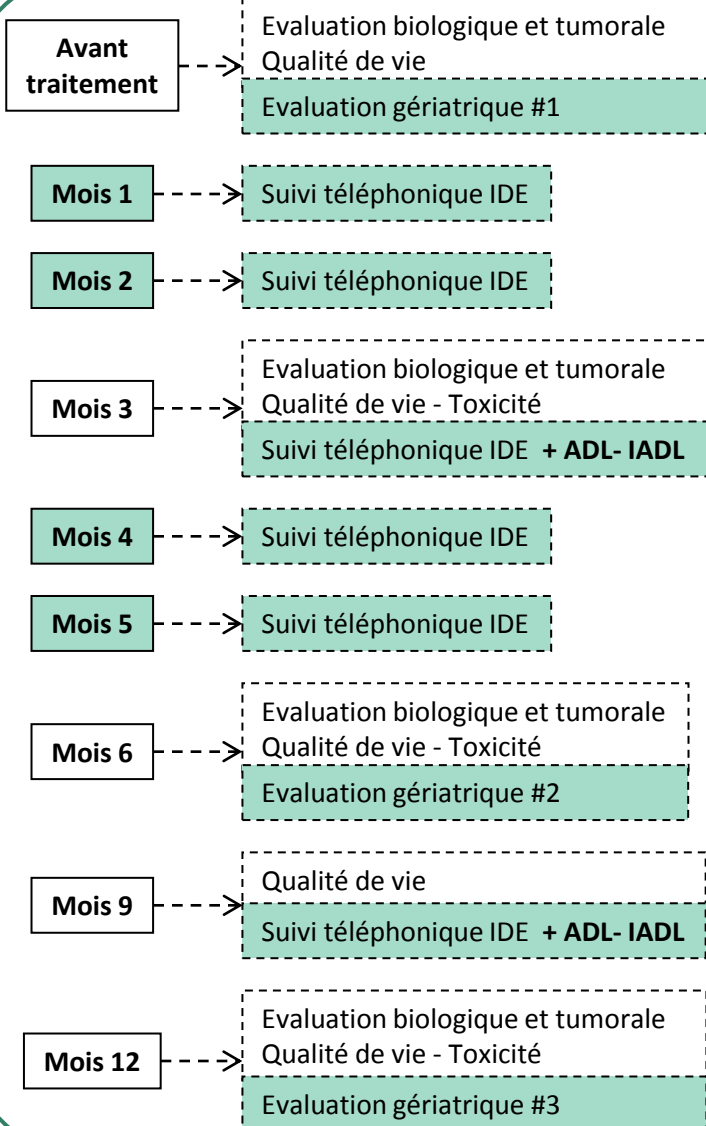 Avant
traitement
Evaluation biologique et tumorale
Qualité de vie
Evaluation gériatrique #1
Mois 1
Suivi téléphonique IDE
Mois 2
Suivi téléphonique IDE
Mois 3
Evaluation biologique et tumorale
Qualité de vie - Toxicité
Suivi téléphonique IDE + ADL- IADL
Mois 4
Suivi téléphonique IDE
Mois 5
Suivi téléphonique IDE
Mois 6
Evaluation biologique et tumorale
Qualité de vie - Toxicité
Evaluation gériatrique #2
Mois 9
Qualité de vie
Suivi téléphonique IDE + ADL- IADL
Mois 12
Evaluation biologique et tumorale
Qualité de vie - Toxicité
Evaluation gériatrique #3